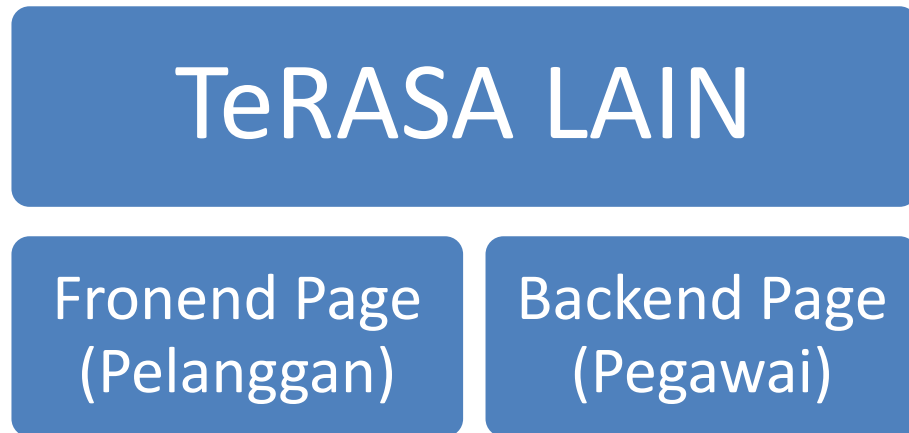 TeRASA LAIN
Fronend Page
(Pelanggan)
Backend Page
(Pegawai)